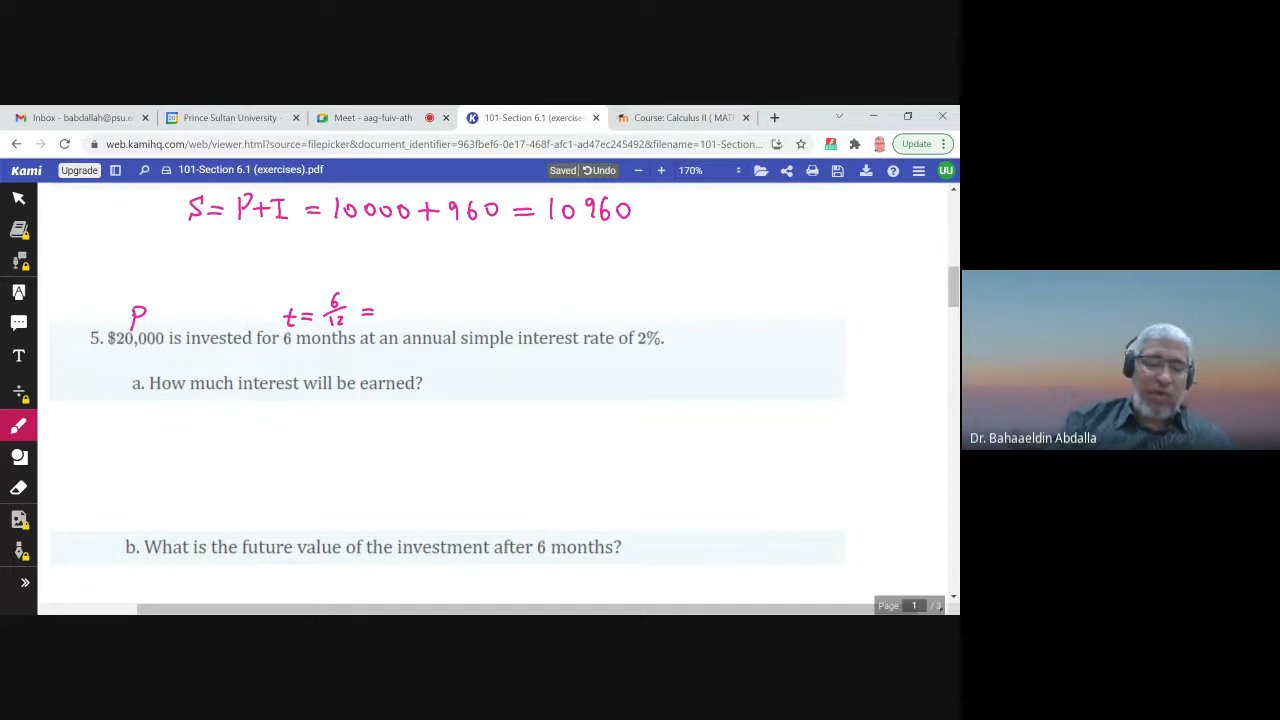 Inbox - babdallah@psu.e
Prince Sultan University -
Meet - aag-fuiv-ath
101-Section 6.1 (exercises
Course: Calculus II ( MAT
web.kamihq.com/web/viewer.html?source=filepicker&document_identifier=963fbef6-0e17-468f-afc1-ad47ec245492&filename=101-Section...
Update
Kami
Upgrade
101-Section 6.1 (exercises).pdf
Saved Undo
170%
UU
S = P+I = 10000 + 960 = 10960
P t = 6/12 =
5. $20,000 is invested for 6 months at an annual simple interest rate of 2%.
a. How much interest will be earned?
Dr. Bahaaeldin Abdalla
b. What is the future value of the investment after 6 months?
Page 1 / 3